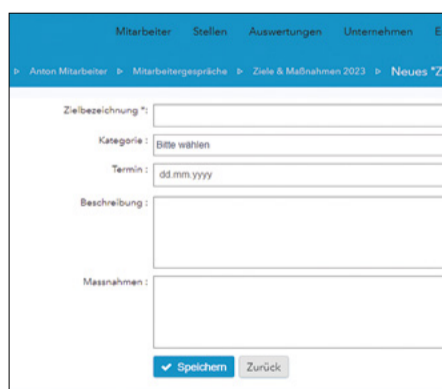 Mitarbeiter Stellen Auswertungen Unternehmen E
Anton Mitarbeiter Mitarbeitergespräche Ziele & Maßnahmen 2023 Neues "Z
Zielbezeichnung *:
Kategorie : Bitte wählen
Termin : dd.mm.yyyy
Beschreibung :
Massnahmen :
Speichern Zurück